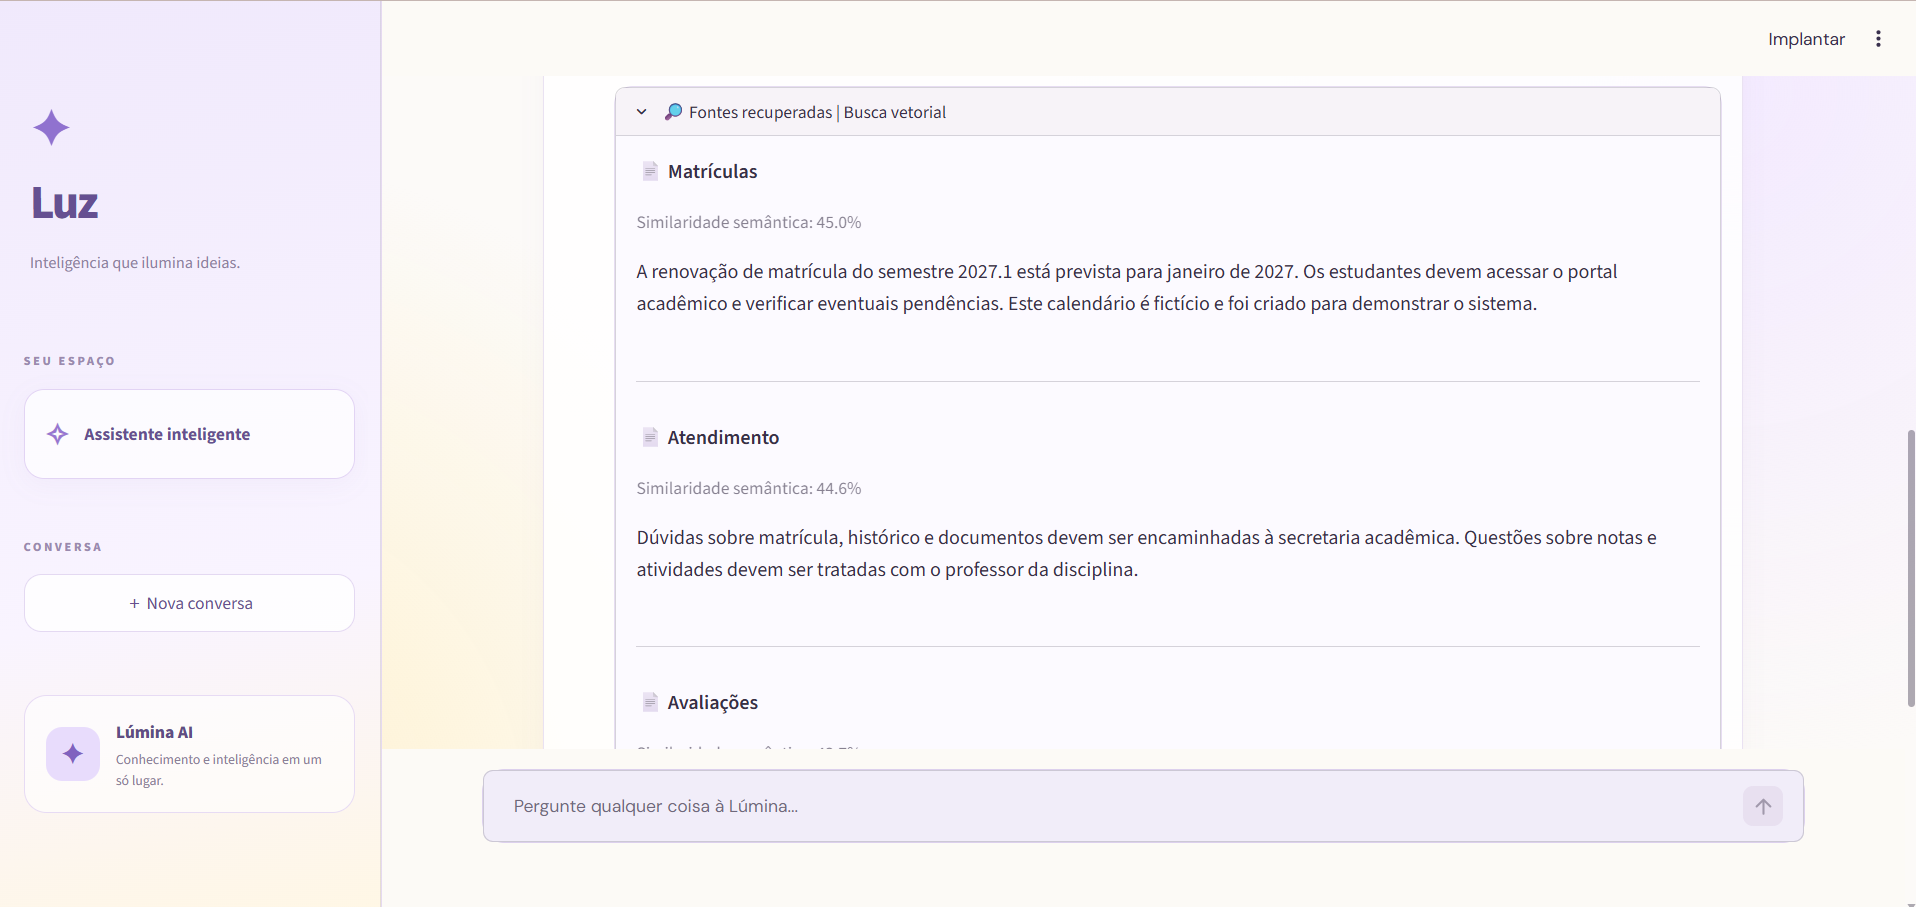 Luz
Inteligência que ilumina ideias.
SEU ESPAÇO
Assistente inteligente
CONVERSA
+ Nova conversa
Lúmina AI
Conhecimento e inteligência em um
só lugar.
Implantar
Fontes recuperadas | Busca vetorial
Matrículas
Similaridade semântica: 45.0%
A renovação de matrícula do semestre 2027.1 está prevista para janeiro de 2027. Os estudantes devem acessar o portal
acadêmico e verificar eventuais pendências. Este calendário é fictício e foi criado para demonstrar o sistema.
Atendimento
Similaridade semântica: 44.6%
Dúvidas sobre matrícula, histórico e documentos devem ser encaminhadas à secretaria acadêmica. Questões sobre notas e
atividades devem ser tratadas com o professor da disciplina.
Avaliações
Pergunte qualquer coisa à Lúmina...